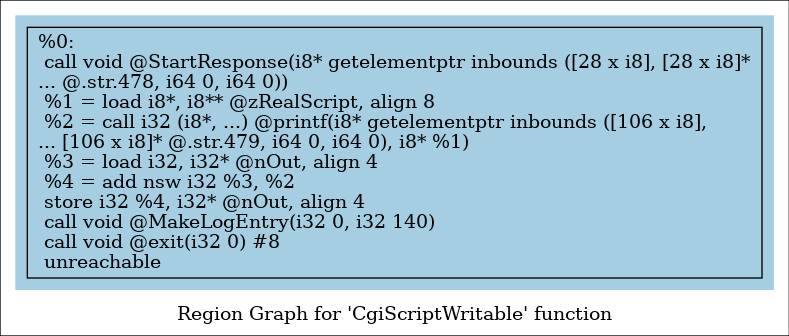 %0:
call void @StartResponse(i8* getelementptr inbounds ([28 x i8], [28 x i8]*
... @.str.478, i64 0, i64 0))
%1 = load i8*, i8** @zRealScript, align 8
%2 = call i32 (i8*, ...) @printf(i8* getelementptr inbounds ([106 x i8],
... [106 x i8]* @.str.479, i64 0, i64 0), i8* %1)
%3 = load i32, i32* @nOut, align 4
%4 = add nsw i32 %3, %2
store i32 %4, i32* @nOut, align 4
call void @MakeLogEntry(i32 0, i32 140)
call void @exit(i32 0) #8
unreachable
Region Graph for 'CgiScriptWritable' function